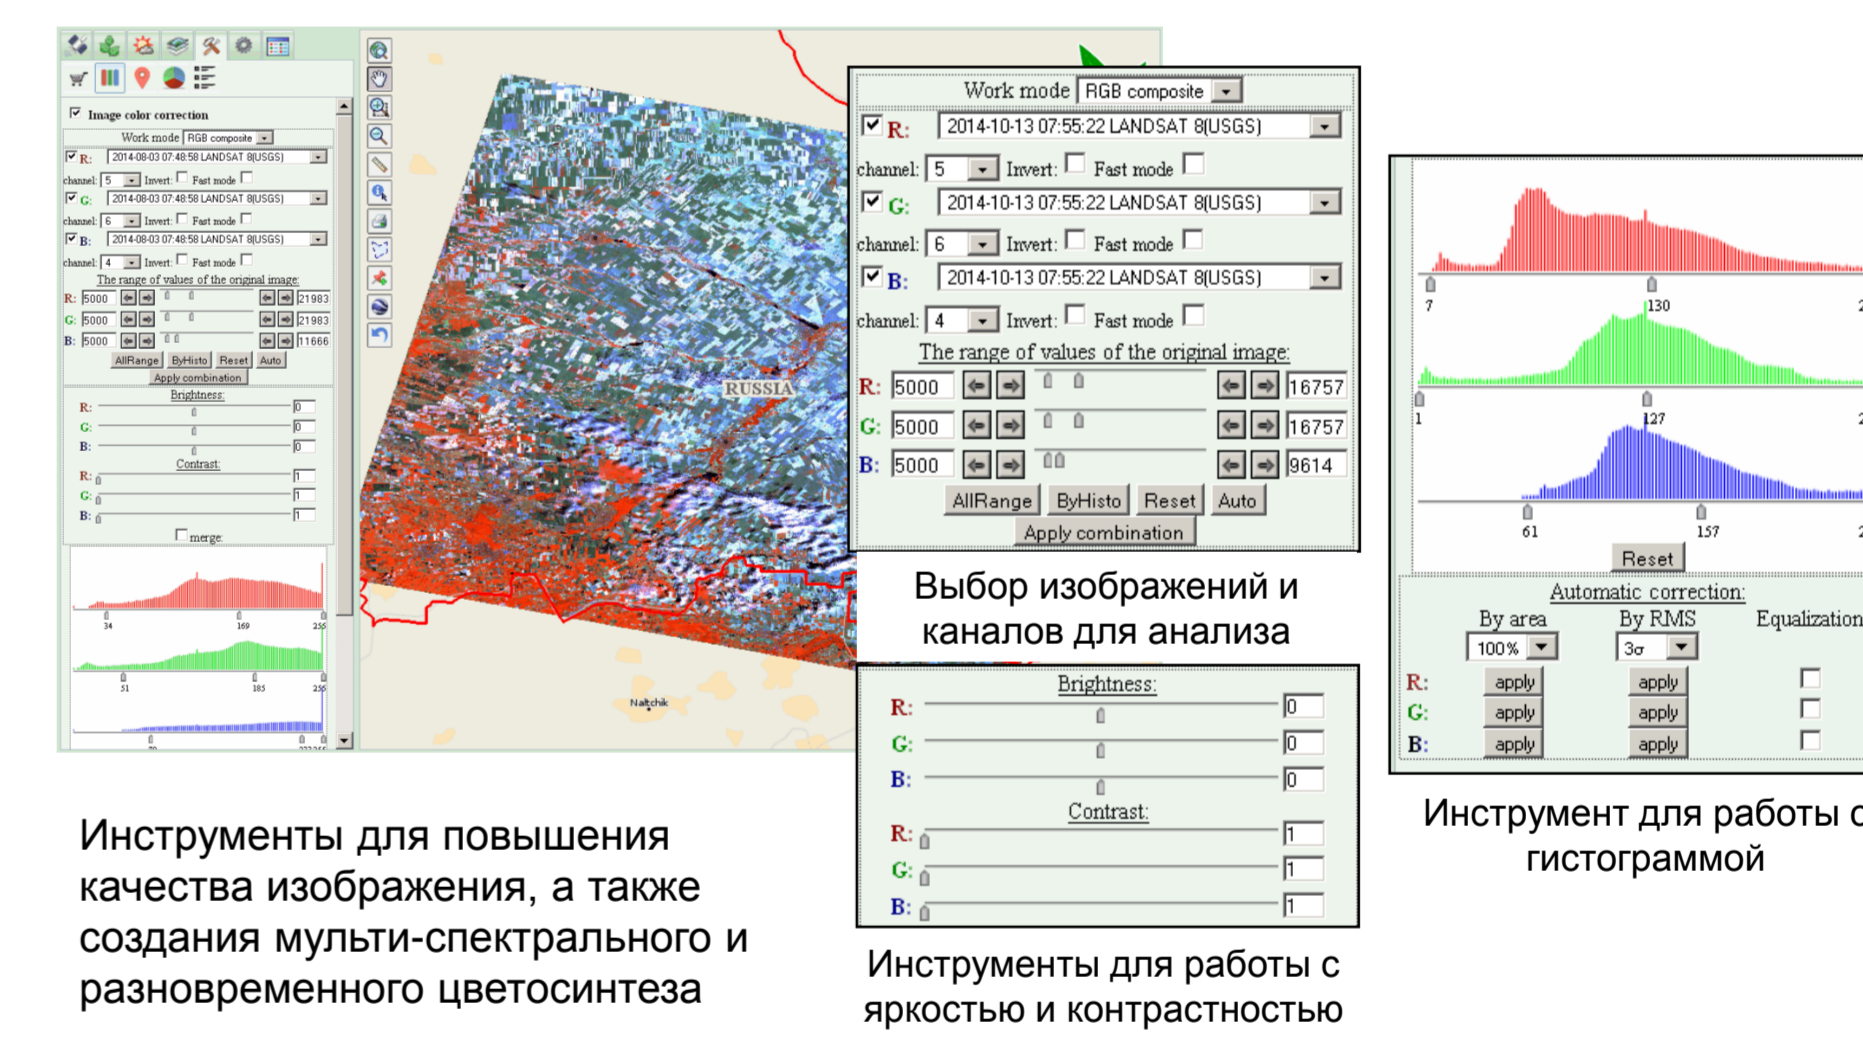 Image color correction
Work mode RGB composite
R: 2014-08-03 07:48:58 LANDSAT 8(USGS)
channel: 5 Invert: Fast mode
G: 2014-08-03 07:48:58 LANDSAT 8(USGS)
channel: 6 Invert: Fast mode
B: 2014-08-03 07:48:58 LANDSAT 8(USGS)
channel: 4 Invert: Fast mode
The range of values of the original image:
R: 5000 21983
G: 5000 21983
B: 5000 11666
AllRange ByHisto Reset Auto
Apply combination
Brightness:
R: 0
G: 0
B: 0
Contrast:
R: 1
G: 1
B: 1
merge:
34 169 255
51 185 255
RUSSIA
Naltchik
Work mode RGB composite
R: 2014-10-13 07:55:22 LANDSAT 8(USGS)
channel: 5 Invert: Fast mode
G: 2014-10-13 07:55:22 LANDSAT 8(USGS)
channel: 6 Invert: Fast mode
B: 2014-10-13 07:55:22 LANDSAT 8(USGS)
channel: 4 Invert: Fast mode
The range of values of the original image:
R: 5000 16757
G: 5000 16757
B: 5000 9614
AllRange ByHisto Reset Auto
Apply combination
Выбор изображений и
каналов для анализа
Brightness:
R: 0
G: 0
B: 0
Contrast:
R: 1
G: 1
B: 1
Инструменты для работы с
яркостью и контрастностью
7 130
1 127
61 157
Reset
Automatic correction:
By area By RMS Equalization
100% 3σ
R: apply apply
G: apply apply
B: apply apply
Инструмент для работы с
гистограммой
Инструменты для повышения
качества изображения, а также
создания мульти-спектрального и
разновременного цветосинтеза